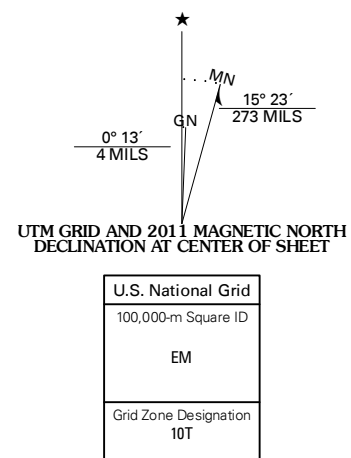 ★
MN
15° 23´
273 MILS
GN
0° 13´
4 MILS
UTM GRID AND 2011 MAGNETIC NORTH
DECLINATION AT CENTER OF SHEET
U.S. National Grid
100,000-m Square ID
EM
Grid Zone Designation
10T